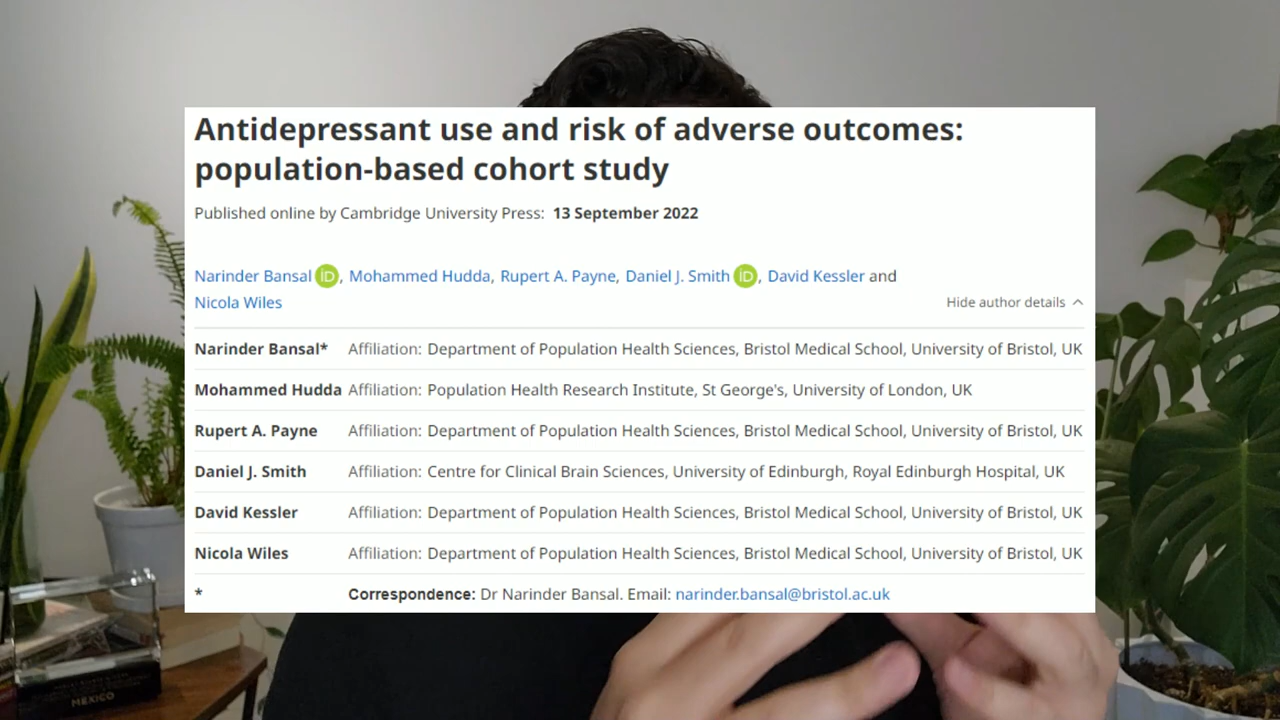 Antidepressant use and risk of adverse outcomes:
population-based cohort study
Published online by Cambridge University Press: 13 September 2022
Narinder Bansal iD, Mohammed Hudda, Rupert A. Payne, Daniel J. Smith iD, David Kessler and
Nicola Wiles
Hide author details
Narinder Bansal* Affiliation: Department of Population Health Sciences, Bristol Medical School, University of Bristol, UK
Mohammed Hudda Affiliation: Population Health Research Institute, St George's, University of London, UK
Rupert A. Payne Affiliation: Department of Population Health Sciences, Bristol Medical School, University of Bristol, UK
Daniel J. Smith Affiliation: Centre for Clinical Brain Sciences, University of Edinburgh, Royal Edinburgh Hospital, UK
David Kessler Affiliation: Department of Population Health Sciences, Bristol Medical School, University of Bristol, UK
Nicola Wiles Affiliation: Department of Population Health Sciences, Bristol Medical School, University of Bristol, UK
* Correspondence: Dr Narinder Bansal. Email: narinder.bansal@bristol.ac.uk
MEXICO